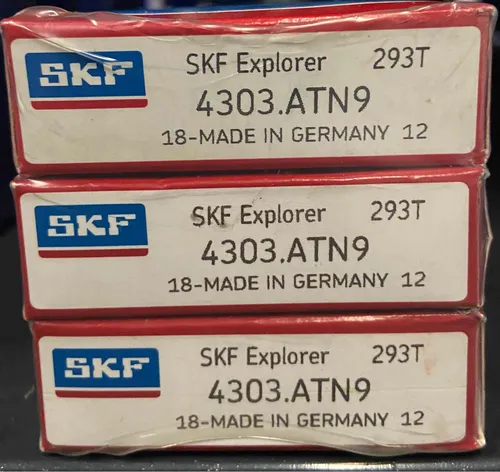 SKF
SKF Explorer 293T
4303.ATN9
18-MADE IN GERMANY 12
SKF
SKF Explorer 293T
4303.ATN9
18-MADE IN GERMANY 12
SKF
SKF Explorer 293T
4303.ATN9
18-MADE IN GERMANY 12